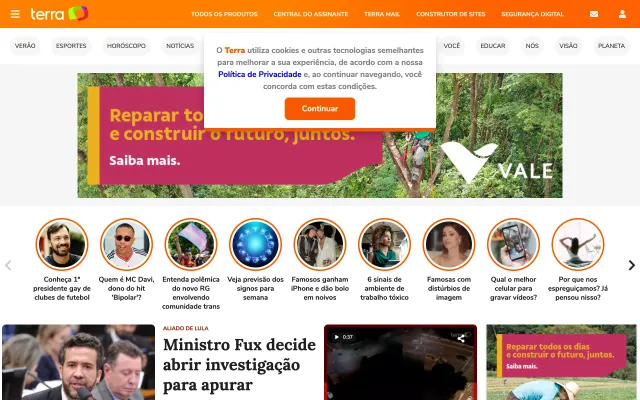 terra
TODOS OS PRODUTOS
CENTRAL DO ASSINANTE
TERRA MAIL
CONSTRUTOR DE SITES
SEGURANÇA DIGITAL
VERÃO
ESPORTES
HORÓSCOPO
NOTÍCIAS
VOCÊ
EDUCAR
NÓS
VISÃO
PLANETA
O Terra utiliza cookies e outras tecnologias semelhantes
para melhorar a sua experiência, de acordo com a nossa
Política de Privacidade e, ao continuar navegando, você
concorda com estas condições.
Continuar
Reparar todo
e construir o futuro, juntos.
Saiba mais.
VALE
Conheça 1º
presidente gay de
clubes de futebol
Quem é MC Davi,
dono do hit
'Bipolar'?
Entenda polêmica
do novo RG
envolvendo
comunidade trans
Veja previsão dos
signos para
semana
Famosos ganham
iPhone e dão bolo
em noivos
6 sinais de
ambiente de
trabalho tóxico
Famosas com
distúrbios de
imagem
Qual o melhor
celular para
gravar vídeos?
Por que nos
espreguiçamos? Já
pensou nisso?
ALIADO DE LULA
Ministro Fux decide
abrir investigação
para apurar
0:37
terra
Reparar todos os dias
e construir o futuro, juntos.
Saiba mais.